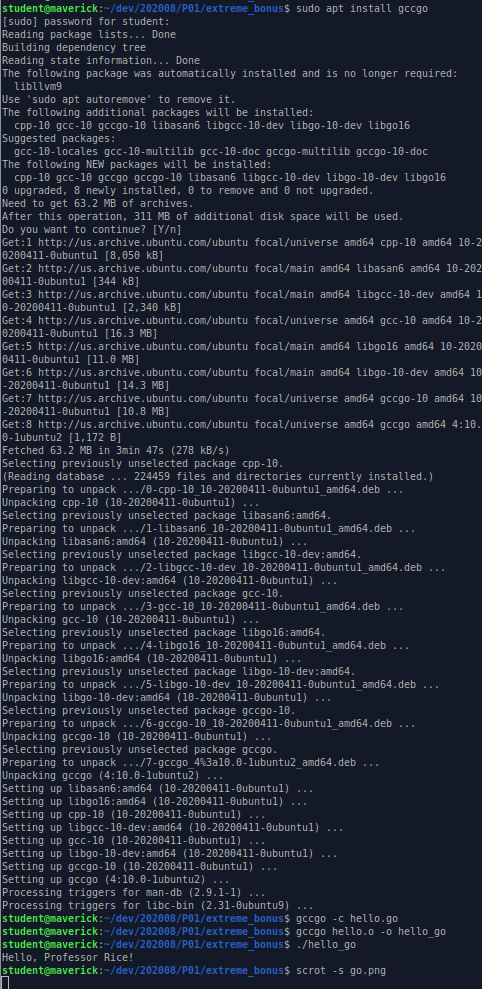 student@maverick:~/dev/202008/P01/extreme_bonus$ sudo apt install gccgo
[sudo] password for student:
Reading package lists... Done
Building dependency tree
Reading state information... Done
The following package was automatically installed and is no longer required:
  libllvm9
Use 'sudo apt autoremove' to remove it.
The following additional packages will be installed:
  cpp-10 gcc-10 gccgo-10 libasan6 libgcc-10-dev libgo-10-dev libgo16
Suggested packages:
  gcc-10-locales gcc-10-multilib gcc-10-doc gccgo-multilib gccgo-10-doc
The following NEW packages will be installed:
  cpp-10 gcc-10 gccgo gccgo-10 libasan6 libgcc-10-dev libgo-10-dev libgo16
0 upgraded, 8 newly installed, 0 to remove and 0 not upgraded.
Need to get 63.2 MB of archives.
After this operation, 311 MB of additional disk space will be used.
Do you want to continue? [Y/n]
Get:1 http://us.archive.ubuntu.com/ubuntu focal/universe amd64 cpp-10 amd64 10-2
0200411-0ubuntu1 [8,050 kB]
Get:2 http://us.archive.ubuntu.com/ubuntu focal/main amd64 libasan6 amd64 10-202
00411-0ubuntu1 [344 kB]
Get:3 http://us.archive.ubuntu.com/ubuntu focal/main amd64 libgcc-10-dev amd64 1
0-20200411-0ubuntu1 [2,340 kB]
Get:4 http://us.archive.ubuntu.com/ubuntu focal/universe amd64 gcc-10 amd64 10-2
0200411-0ubuntu1 [16.3 MB]
Get:5 http://us.archive.ubuntu.com/ubuntu focal/main amd64 libgo16 amd64 10-2020
0411-0ubuntu1 [11.0 MB]
Get:6 http://us.archive.ubuntu.com/ubuntu focal/main amd64 libgo-10-dev amd64 10
-20200411-0ubuntu1 [14.3 MB]
Get:7 http://us.archive.ubuntu.com/ubuntu focal/universe amd64 gccgo-10 amd64 10
-20200411-0ubuntu1 [10.8 MB]
Get:8 http://us.archive.ubuntu.com/ubuntu focal/universe amd64 gccgo amd64 4:10.
0-1ubuntu2 [1,172 B]
Fetched 63.2 MB in 3min 47s (278 kB/s)
Selecting previously unselected package cpp-10.
(Reading database ... 224459 files and directories currently installed.)
Preparing to unpack .../0-cpp-10_10-20200411-0ubuntu1_amd64.deb ...
Unpacking cpp-10 (10-20200411-0ubuntu1) ...
Selecting previously unselected package libasan6:amd64.
Preparing to unpack .../1-libasan6_10-20200411-0ubuntu1_amd64.deb ...
Unpacking libasan6:amd64 (10-20200411-0ubuntu1) ...
Selecting previously unselected package libgcc-10-dev:amd64.
Preparing to unpack .../2-libgcc-10-dev_10-20200411-0ubuntu1_amd64.deb ...
Unpacking libgcc-10-dev:amd64 (10-20200411-0ubuntu1) ...
Selecting previously unselected package gcc-10.
Preparing to unpack .../3-gcc-10_10-20200411-0ubuntu1_amd64.deb ...
Unpacking gcc-10 (10-20200411-0ubuntu1) ...
Selecting previously unselected package libgo16:amd64.
Preparing to unpack .../4-libgo16_10-20200411-0ubuntu1_amd64.deb ...
Unpacking libgo16:amd64 (10-20200411-0ubuntu1) ...
Selecting previously unselected package libgo-10-dev:amd64.
Preparing to unpack .../5-libgo-10-dev_10-20200411-0ubuntu1_amd64.deb ...
Unpacking libgo-10-dev:amd64 (10-20200411-0ubuntu1) ...
Selecting previously unselected package gccgo-10.
Preparing to unpack .../6-gccgo-10_10-20200411-0ubuntu1_amd64.deb ...
Unpacking gccgo-10 (10-20200411-0ubuntu1) ...
Selecting previously unselected package gccgo.
Preparing to unpack .../7-gccgo_4%3a10.0-1ubuntu2_amd64.deb ...
Unpacking gccgo (4:10.0-1ubuntu2) ...
Setting up libasan6:amd64 (10-20200411-0ubuntu1) ...
Setting up libgo16:amd64 (10-20200411-0ubuntu1) ...
Setting up cpp-10 (10-20200411-0ubuntu1) ...
Setting up libgcc-10-dev:amd64 (10-20200411-0ubuntu1) ...
Setting up gcc-10 (10-20200411-0ubuntu1) ...
Setting up libgo-10-dev:amd64 (10-20200411-0ubuntu1) ...
Setting up gccgo-10 (10-20200411-0ubuntu1) ...
Setting up gccgo (4:10.0-1ubuntu2) ...
Processing triggers for man-db (2.9.1-1) ...
Processing triggers for libc-bin (2.31-0ubuntu9) ...
student@maverick:~/dev/202008/P01/extreme_bonus$ gccgo -c hello.go
student@maverick:~/dev/202008/P01/extreme_bonus$ gccgo hello.o -o hello_go
student@maverick:~/dev/202008/P01/extreme_bonus$ ./hello_go
Hello, Professor Rice!
student@maverick:~/dev/202008/P01/extreme_bonus$ scrot -s go.png